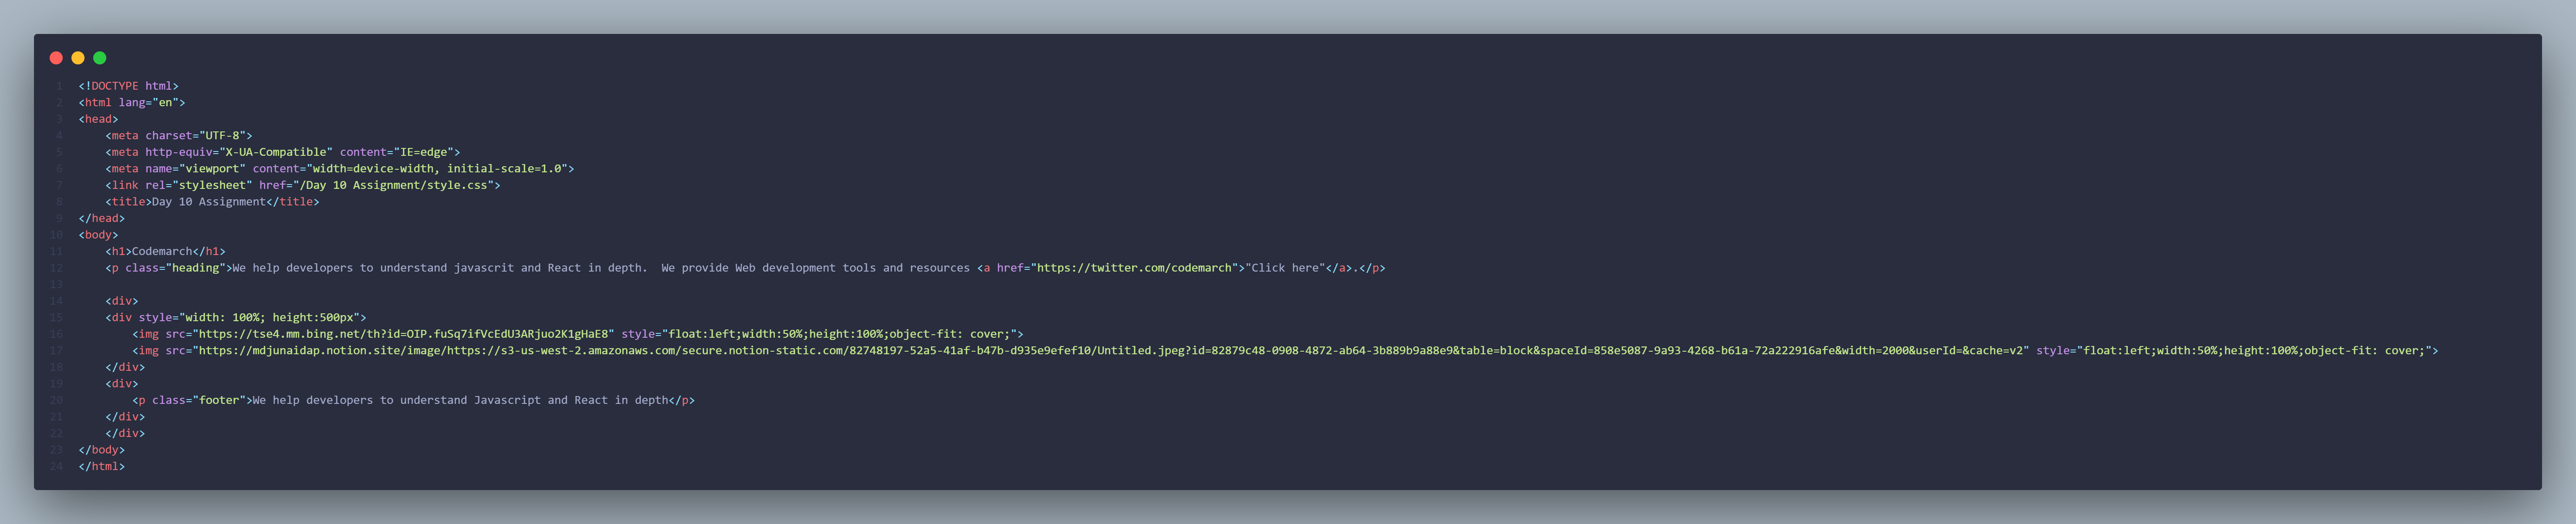 1 <!DOCTYPE html>
2 <html lang="en">
3 <head>
4     <meta charset="UTF-8">
5     <meta http-equiv="X-UA-Compatible" content="IE=edge">
6     <meta name="viewport" content="width=device-width, initial-scale=1.0">
7     <link rel="stylesheet" href="/Day 10 Assignment/style.css">
8     <title>Day 10 Assignment</title>
9 </head>
10 <body>
11     <h1>Codemarch</h1>
12     <p class="heading">We help developers to understand javascrit and React in depth.  We provide Web development tools and resources <a href="https://twitter.com/codemarch">"Click here"</a>.</p>
13
14     <div>
15     <div style="width: 100%; height:500px">
16         <img src="https://tse4.mm.bing.net/th?id=OIP.fuSq7ifVcEdU3ARjuo2K1gHaE8" style="float:left;width:50%;height:100%;object-fit: cover;">
17         <img src="https://mdjunaidap.notion.site/image/https://s3-us-west-2.amazonaws.com/secure.notion-static.com/82748197-52a5-41af-b47b-d935e9efef10/Untitled.jpeg?id=82879c48-0908-4872-ab64-3b889b9a88e9&table=block&spaceId=858e5087-9a93-4268-b61a-72a222916afe&width=2000&userId=&cache=v2" style="float:left;width:50%;height:100%;object-fit: cover;">
18     </div>
19     <div>
20         <p class="footer">We help developers to understand Javascript and React in depth</p>
21     </div>
22     </div>
23 </body>
24 </html>